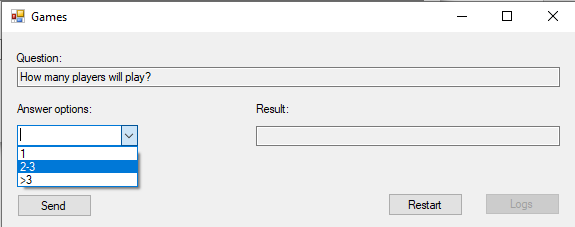 Games
Question:
How many players will play?
Answer options:
Result:
1
2-3
>3
Send
Restart
Logs